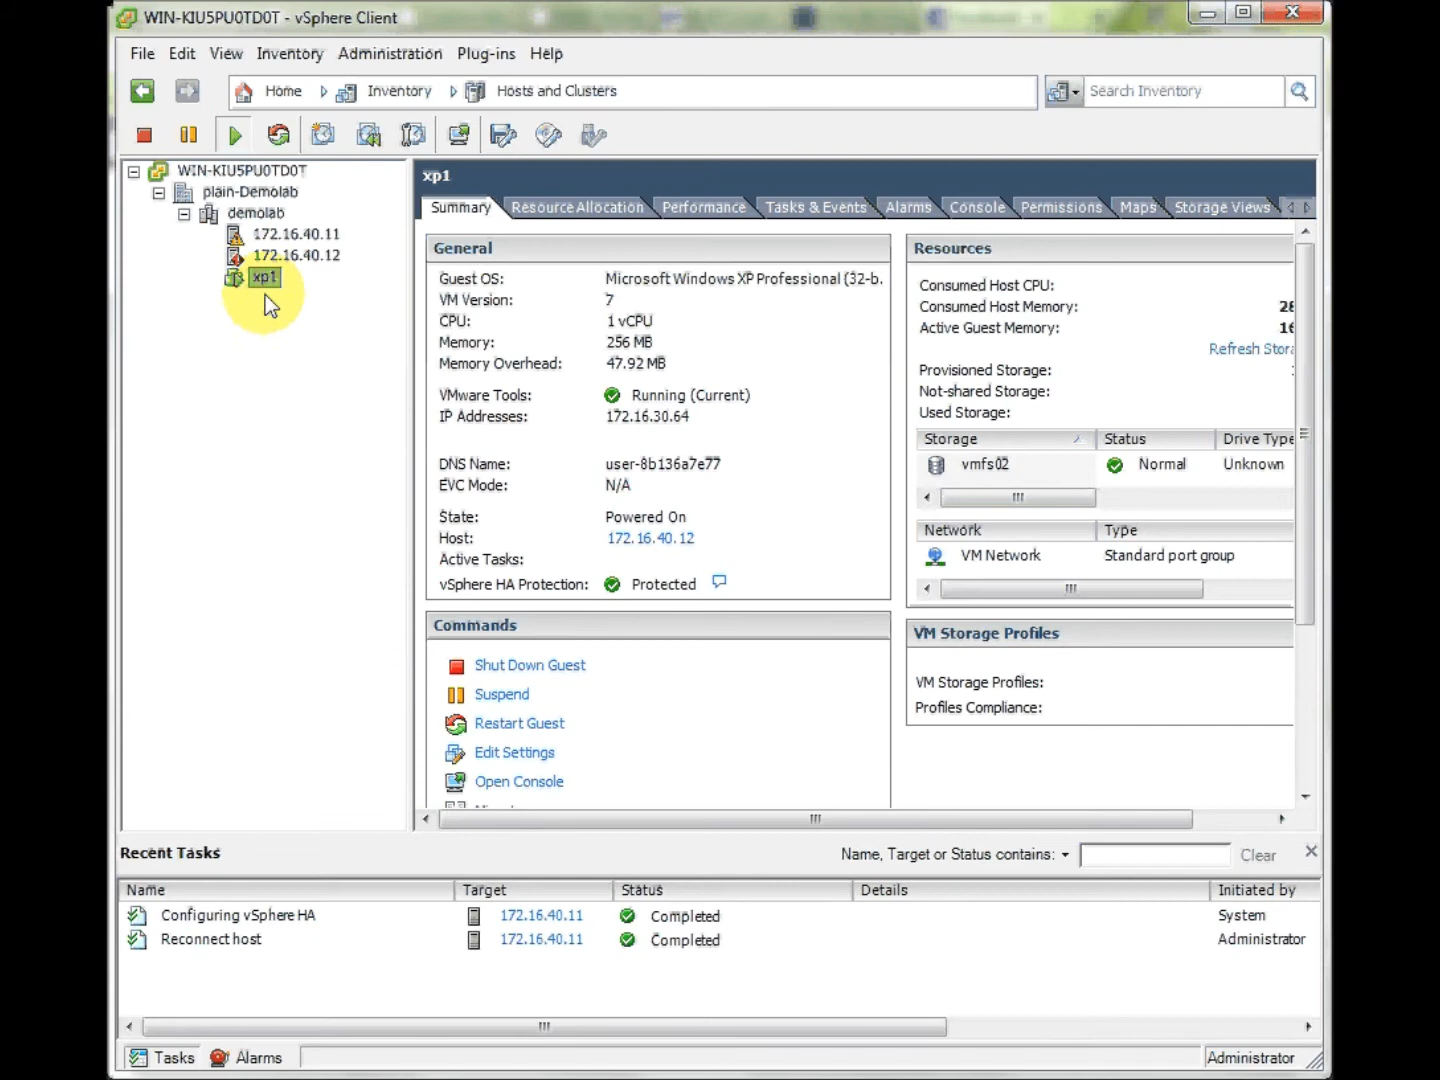 WIN-KIU5PU0TD0T - vSphere Client
File Edit View Inventory Administration Plug-ins Help
Home Inventory Hosts and Clusters Search Inventory
WIN-KIU5PU0TD0T
plain-Demolab
demolab
172.16.40.11
172.16.40.12
xp1
xp1
Summary Resource Allocation Performance Tasks & Events Alarms Console Permissions Maps Storage Views
General
Guest OS: Microsoft Windows XP Professional (32-b.
VM Version: 7
CPU: 1 vCPU
Memory: 256 MB
Memory Overhead: 47.92 MB
VMware Tools: Running (Current)
IP Addresses: 172.16.30.64
DNS Name: user-8b136a7e77
EVC Mode: N/A
State: Powered On
Host: 172.16.40.12
Active Tasks:
vSphere HA Protection: Protected
Commands
Shut Down Guest
Suspend
Restart Guest
Edit Settings
Open Console
Resources
Consumed Host CPU:
Consumed Host Memory: 28
Active Guest Memory: 16
Refresh Stora
Provisioned Storage:
Not-shared Storage:
Used Storage:
Storage Status Drive Type
vmfs02 Normal Unknown
Network Type
VM Network Standard port group
VM Storage Profiles
VM Storage Profiles:
Profiles Compliance:
Recent Tasks
Name, Target or Status contains: Clear
Name Target Status Details Initiated by
Configuring vSphere HA 172.16.40.11 Completed System
Reconnect host 172.16.40.11 Completed Administrator
Tasks Alarms Administrator